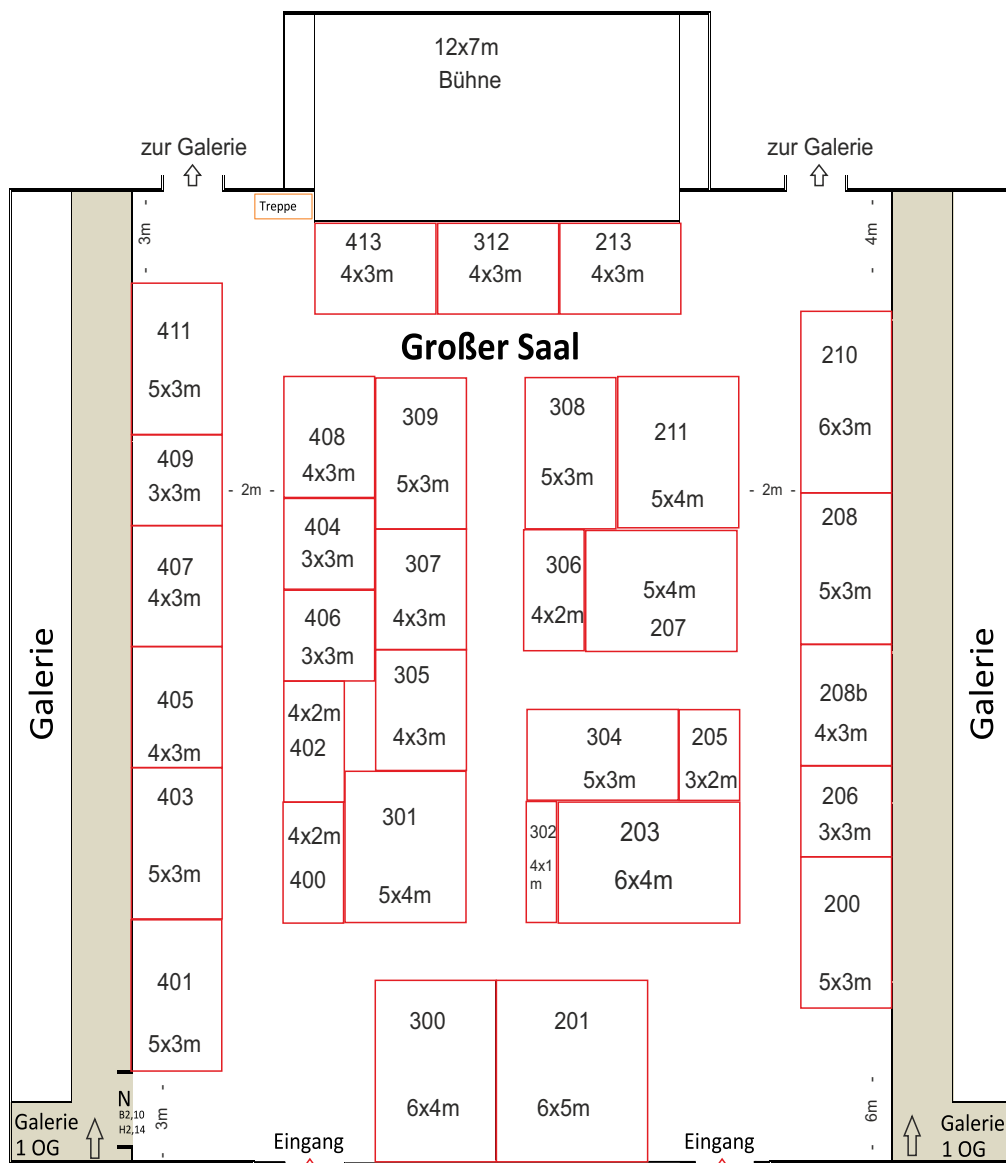 12x7m
Bühne
zur Galerie
zur Galerie
Treppe
3m
4m
413
4x3m
312
4x3m
213
4x3m
Großer Saal
411
5x3m
409
3x3m
407
4x3m
405
4x3m
403
5x3m
401
5x3m
- 2m -
408
4x3m
404
3x3m
406
3x3m
4x2m
402
4x2m
400
309
5x3m
307
4x3m
305
4x3m
301
5x4m
308
5x3m
211
5x4m
306
4x2m
5x4m
207
304
5x3m
205
3x2m
302
4x1
m
203
6x4m
- 2m -
210
6x3m
208
5x3m
208b
4x3m
206
3x3m
200
5x3m
Galerie
Galerie
300
6x4m
201
6x5m
N
B2,10
H2,14
3m
6m
Galerie
1 OG
Eingang
Eingang
Galerie
1 OG